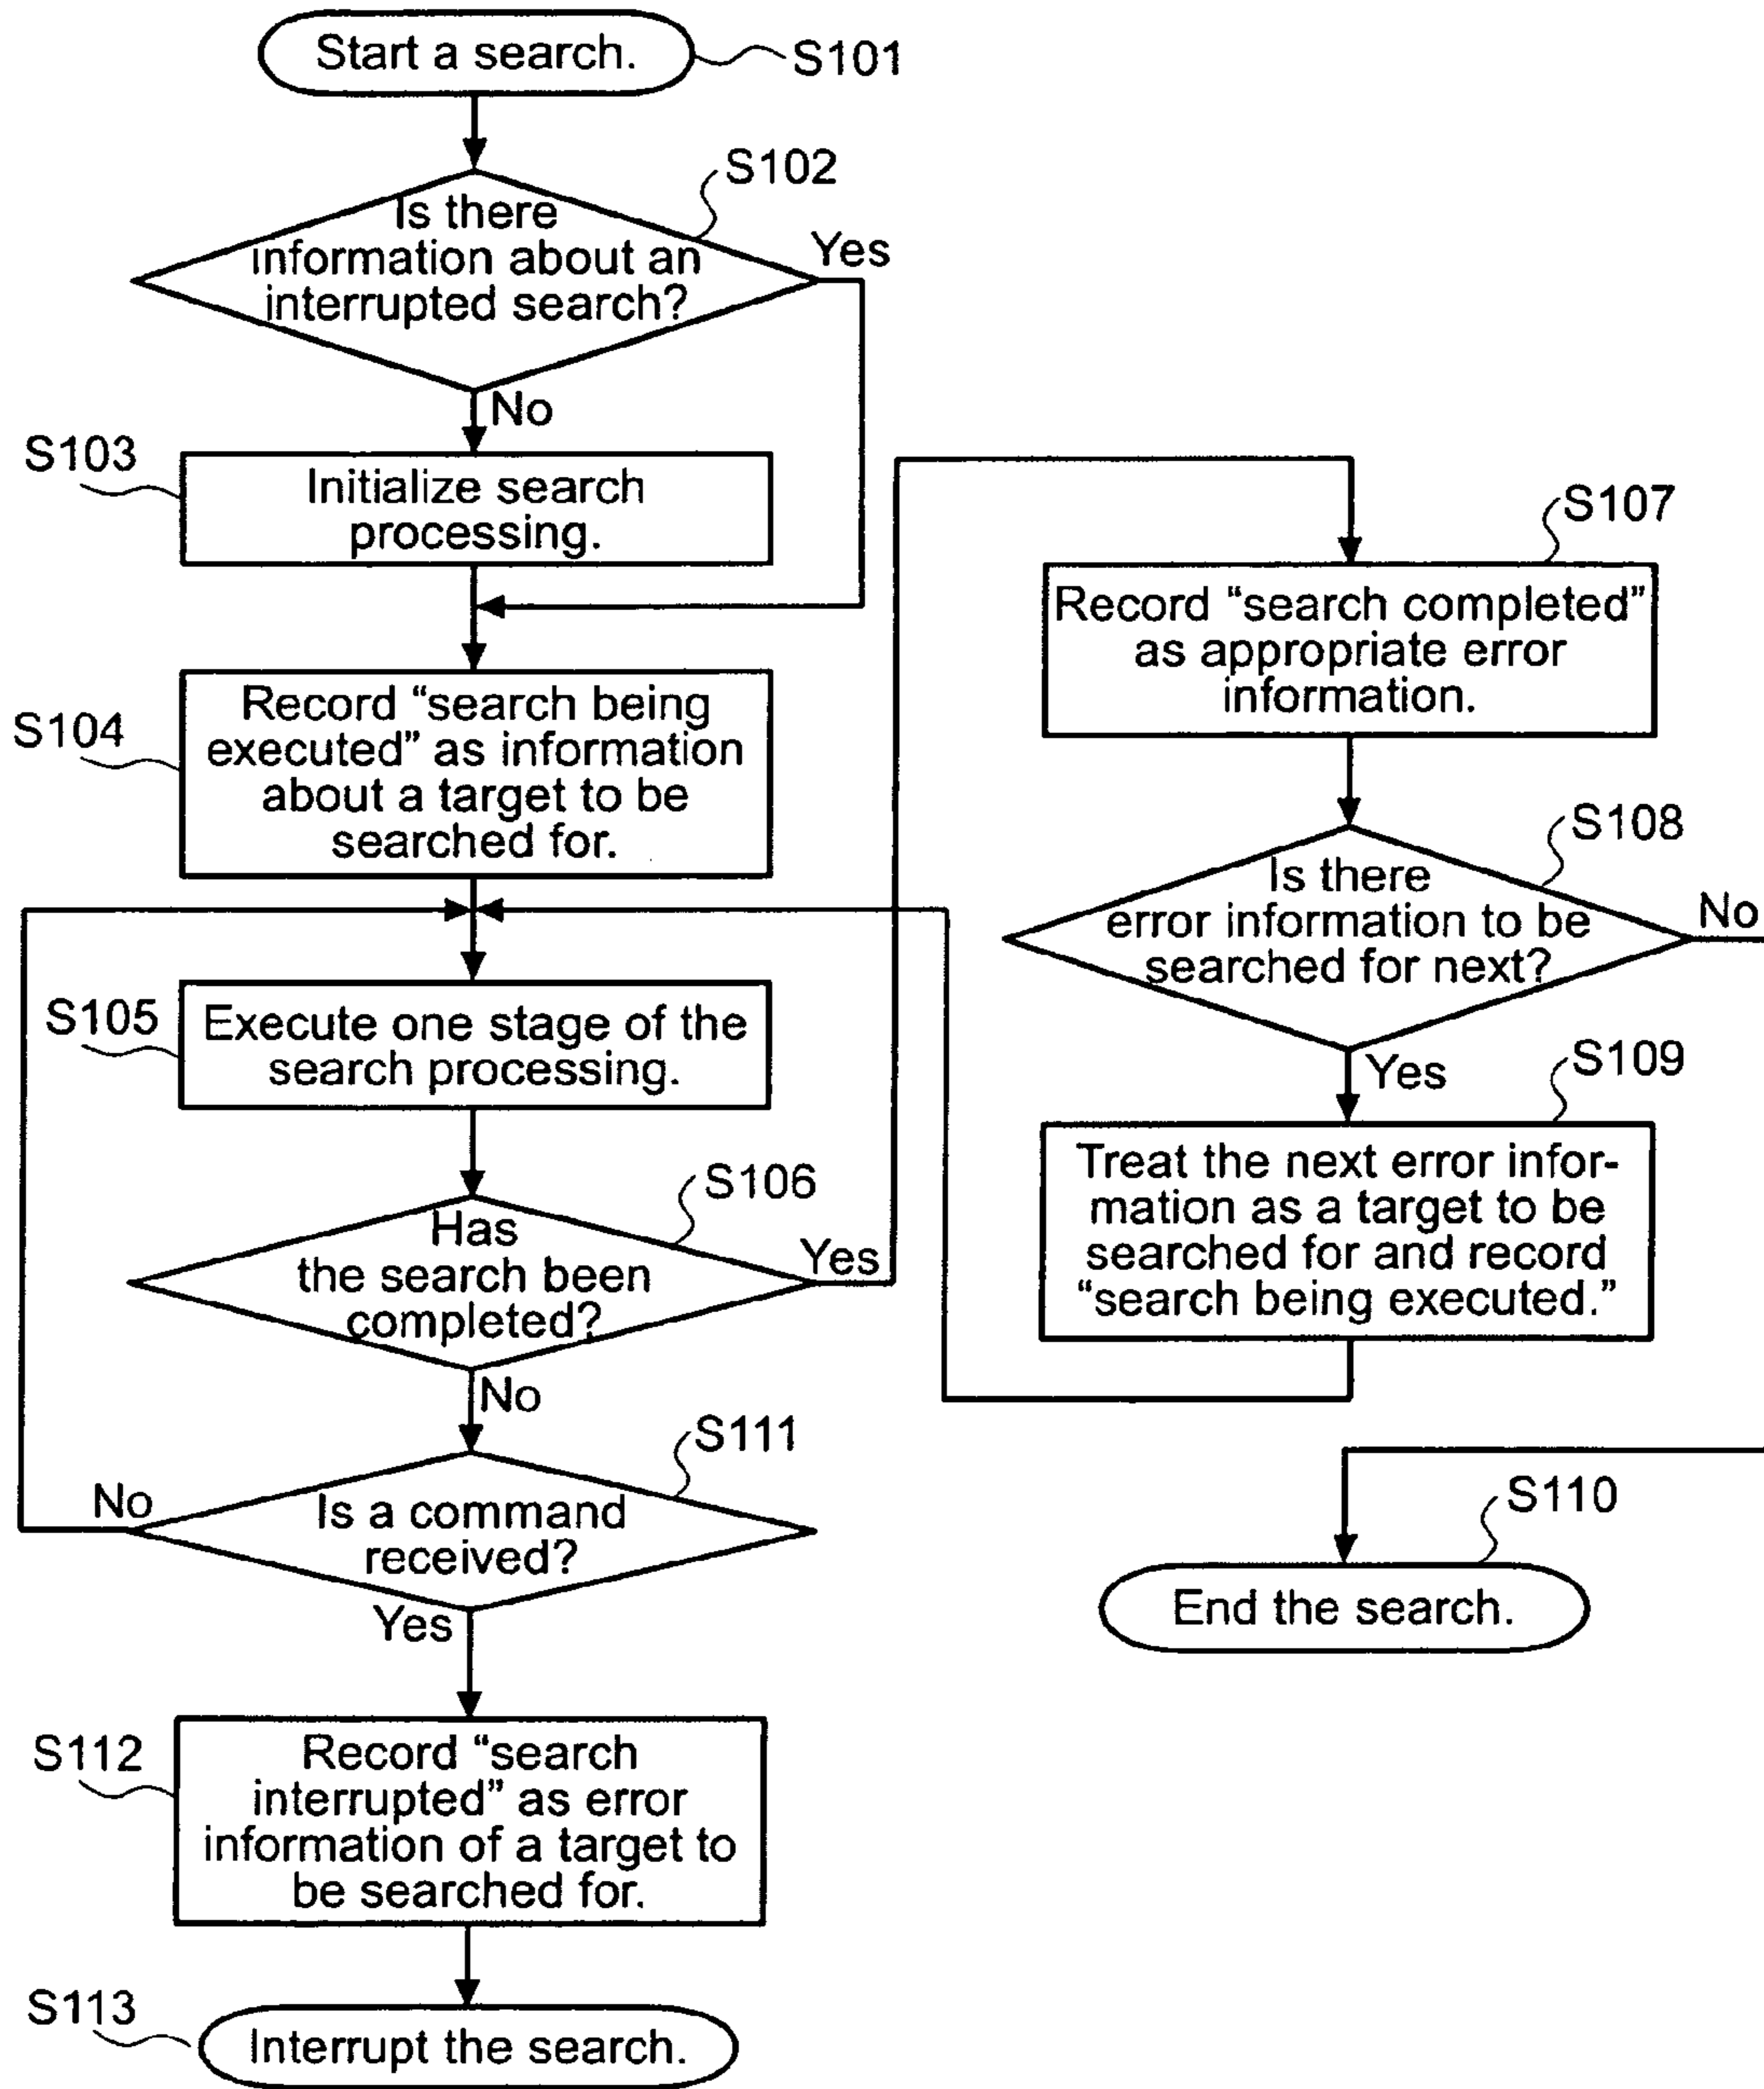 Start a search.
S101
S102
Is there
information about an
interrupted search?
Yes
No
S103
Initialize search
processing.
S104
Record “search being
executed” as information
about a target to be
searched for.
S105
Execute one stage of the
search processing.
S106
Has
the search been
completed?
Yes
No
S111
No
Is a command
received?
Yes
S112
Record “search
interrupted” as error
information of a target to
be searched for.
S113
Interrupt the search.
S107
Record “search completed”
as appropriate error
information.
S108
Is there
error information to be
searched for next?
No
Yes
S109
Treat the next error infor-
mation as a target to be
searched for and record
“search being executed.”
S110
End the search.